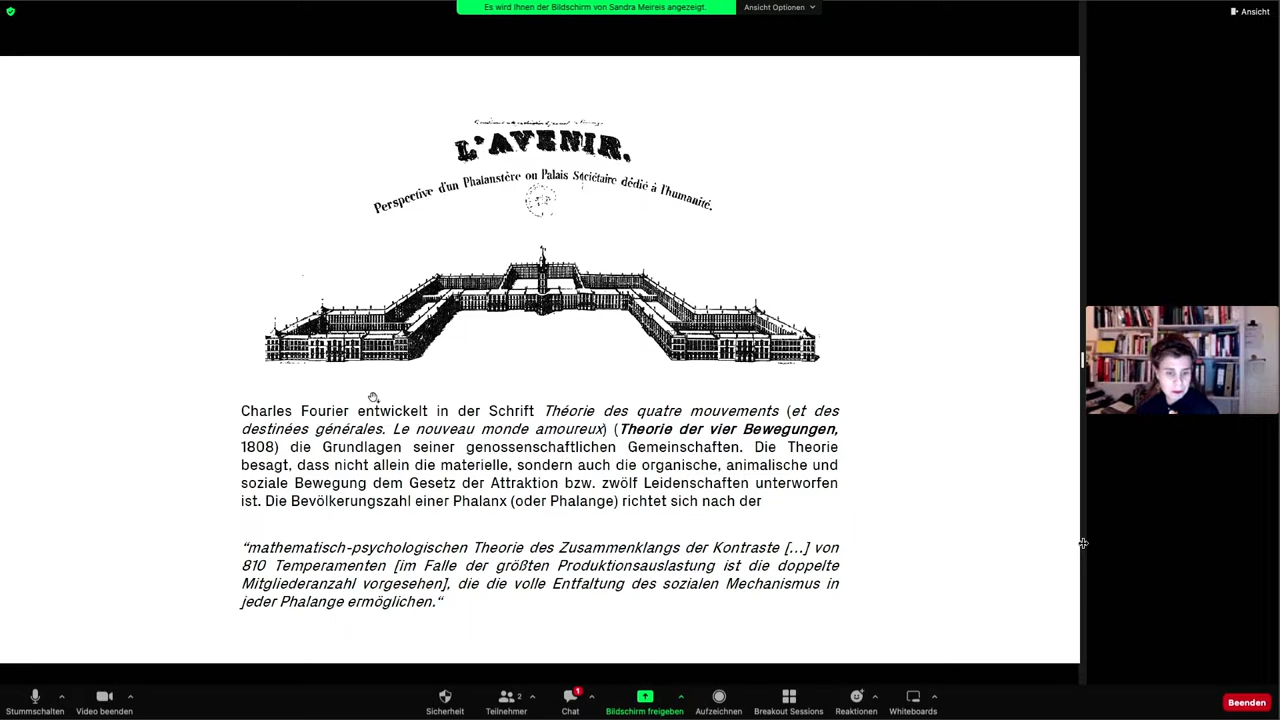 Es wird Ihnen der Bildschirm von Sandra Meireis angezeigt.
Ansicht Optionen
Ansicht
L'AVENIR.
Perspective d'un Phalanstère ou Palais Sociétaire dédié à l'humanité.
Charles Fourier entwickelt in der Schrift Théorie des quatre mouvements (et des
destinées générales. Le nouveau monde amoureux) (Theorie der vier Bewegungen,
1808) die Grundlagen seiner genossenschaftlichen Gemeinschaften. Die Theorie
besagt, dass nicht allein die materielle, sondern auch die organische, animalische und
soziale Bewegung dem Gesetz der Attraktion bzw. zwölf Leidenschaften unterworfen
ist. Die Bevölkerungszahl einer Phalanx (oder Phalange) richtet sich nach der
“mathematisch-psychologischen Theorie des Zusammenklangs der Kontraste [...] von
810 Temperamenten [im Falle der größten Produktionsauslastung ist die doppelte
Mitgliederanzahl vorgesehen], die die volle Entfaltung des sozialen Mechanismus in
jeder Phalange ermöglichen.“
Stummschalten
Video beenden
Sicherheit
Teilnehmer
2
Chat
1
Bildschirm freigeben
Aufzeichnen
Breakout Sessions
Reaktionen
Whiteboards
Beenden